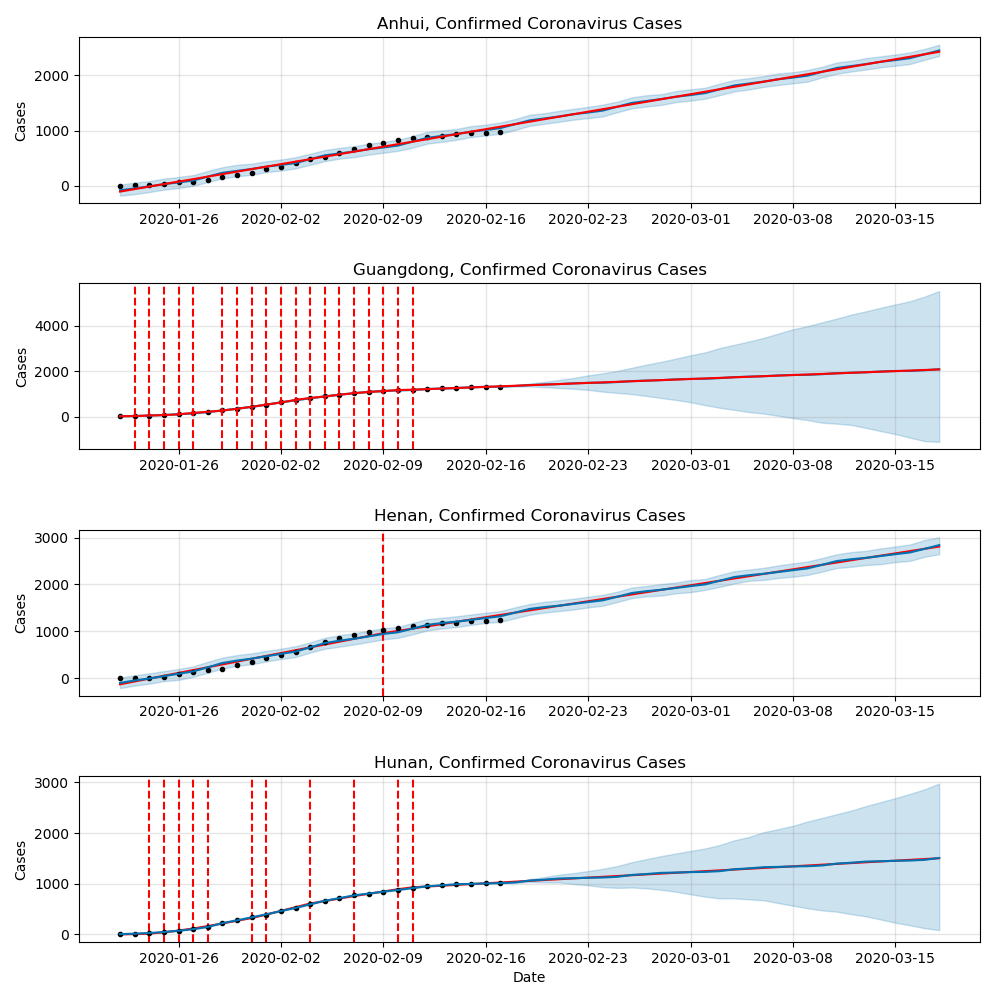 Anhui, Confirmed Coronavirus Cases
Cases
2000
1000
0
2020-01-26 2020-02-02 2020-02-09 2020-02-16 2020-02-23 2020-03-01 2020-03-08 2020-03-15
Guangdong, Confirmed Coronavirus Cases
Cases
4000
2000
0
2020-01-26 2020-02-02 2020-02-09 2020-02-16 2020-02-23 2020-03-01 2020-03-08 2020-03-15
Henan, Confirmed Coronavirus Cases
Cases
3000
2000
1000
0
2020-01-26 2020-02-02 2020-02-09 2020-02-16 2020-02-23 2020-03-01 2020-03-08 2020-03-15
Hunan, Confirmed Coronavirus Cases
Cases
3000
2000
1000
0
2020-01-26 2020-02-02 2020-02-09 2020-02-16 2020-02-23 2020-03-01 2020-03-08 2020-03-15
Date